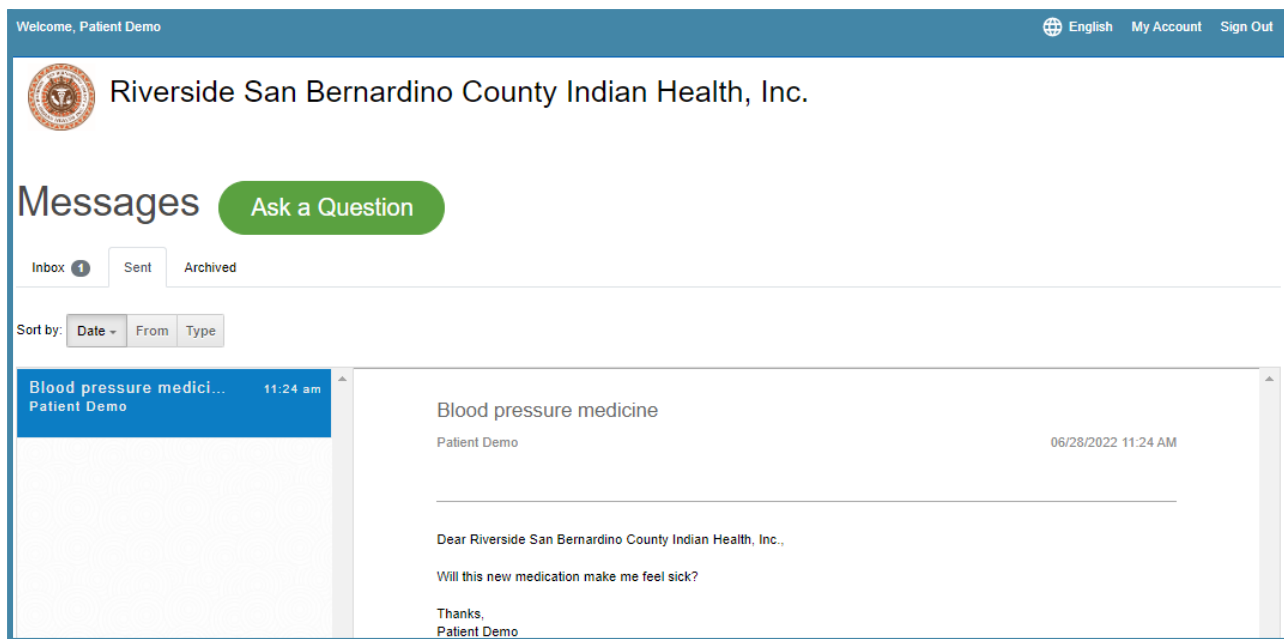 Welcome, Patient Demo
English My Account Sign Out
Riverside San Bernardino County Indian Health, Inc.
Messages Ask a Question
Inbox 1 Sent Archived
Sort by: Date From Type
Blood pressure medici... 11:24 am
Patient Demo
Blood pressure medicine
Patient Demo 06/28/2022 11:24 AM
Dear Riverside San Bernardino County Indian Health, Inc.,
Will this new medication make me feel sick?
Thanks,
Patient Demo